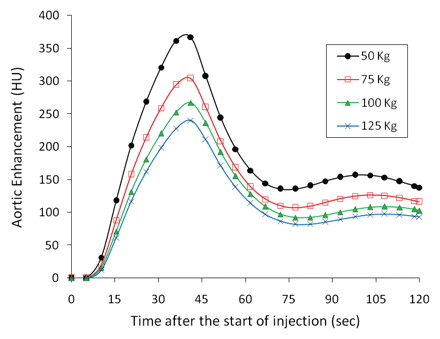 400
350
300
250
200
150
100
50
0
Aortic Enhancement (HU)
50 Kg
75 Kg
100 Kg
125 Kg
0 15 30 45 60 75 90 105 120
Time after the start of injection (sec)